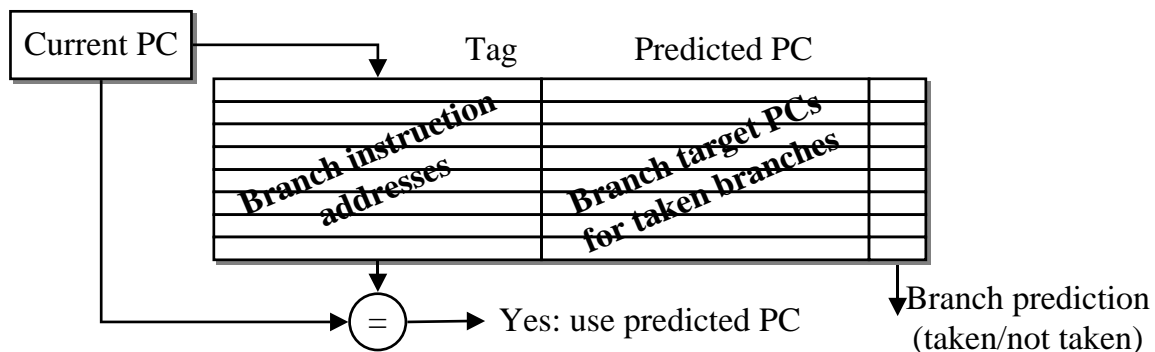 Current PC
Tag
Predicted PC
Branch instruction
addresses
Branch target PCs
for taken branches
=
Yes: use predicted PC
Branch prediction
(taken/not taken)